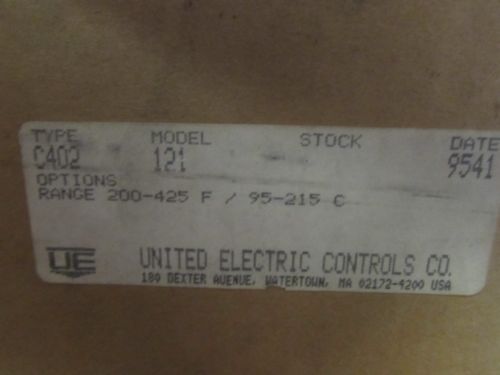 TYPE MODEL STOCK DATE
C402 121 9541
OPTIONS
RANGE 200-425 F / 95-215 C
UE UNITED ELECTRIC CONTROLS CO.
180 DEXTER AVENUE, WATERTOWN, MA 02172-4200 USA